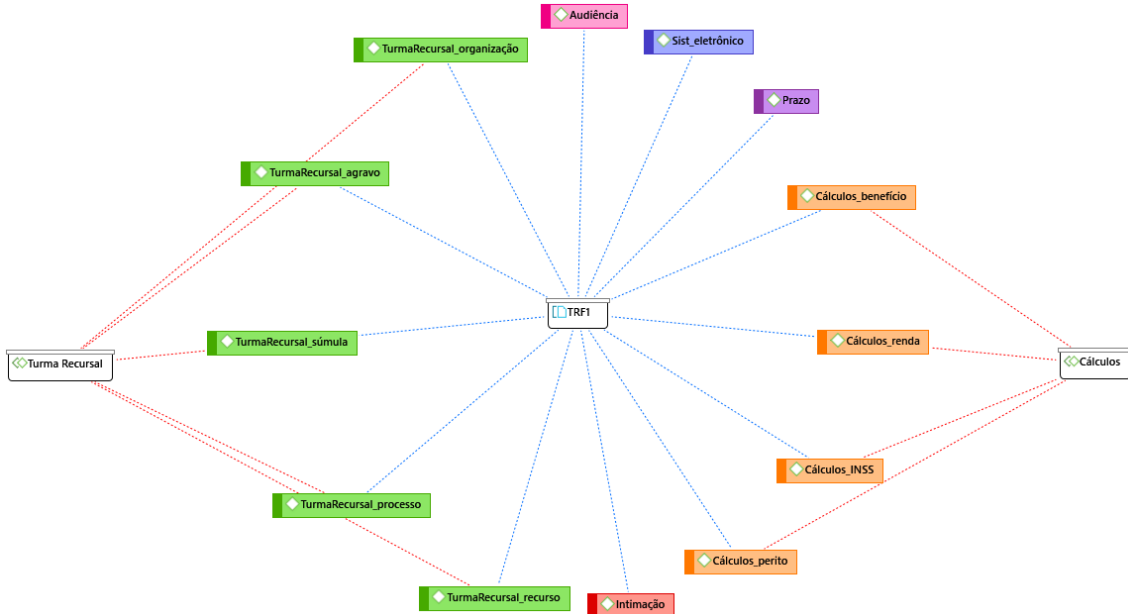 Audiência
TurmaRecursal_organização
Sist_eletrônico
Prazo
TurmaRecursal_agravo
Cálculos_benefício
TRF1
TurmaRecursal_súmula
Cálculos_renda
Turma Recursal
Cálculos
Cálculos_INSS
TurmaRecursal_processo
Cálculos_perito
TurmaRecursal_recurso
Intimação